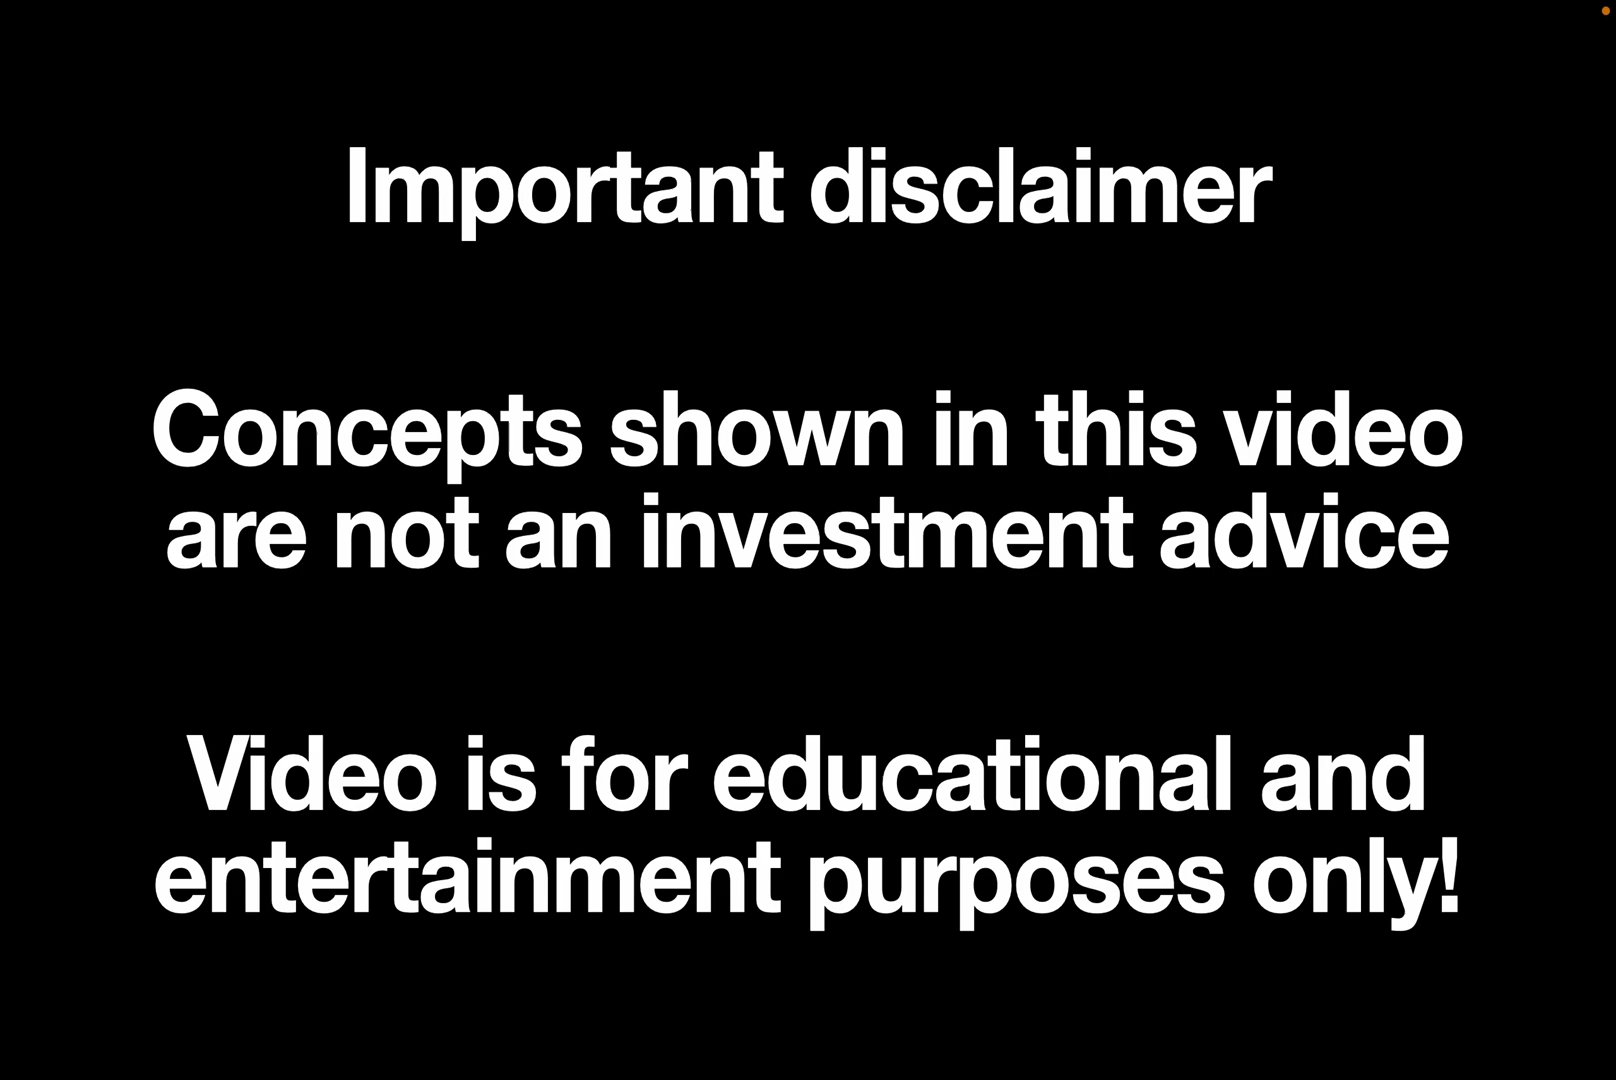 Important disclaimer
Concepts shown in this video
are not an investment advice
Video is for educational and
entertainment purposes only!